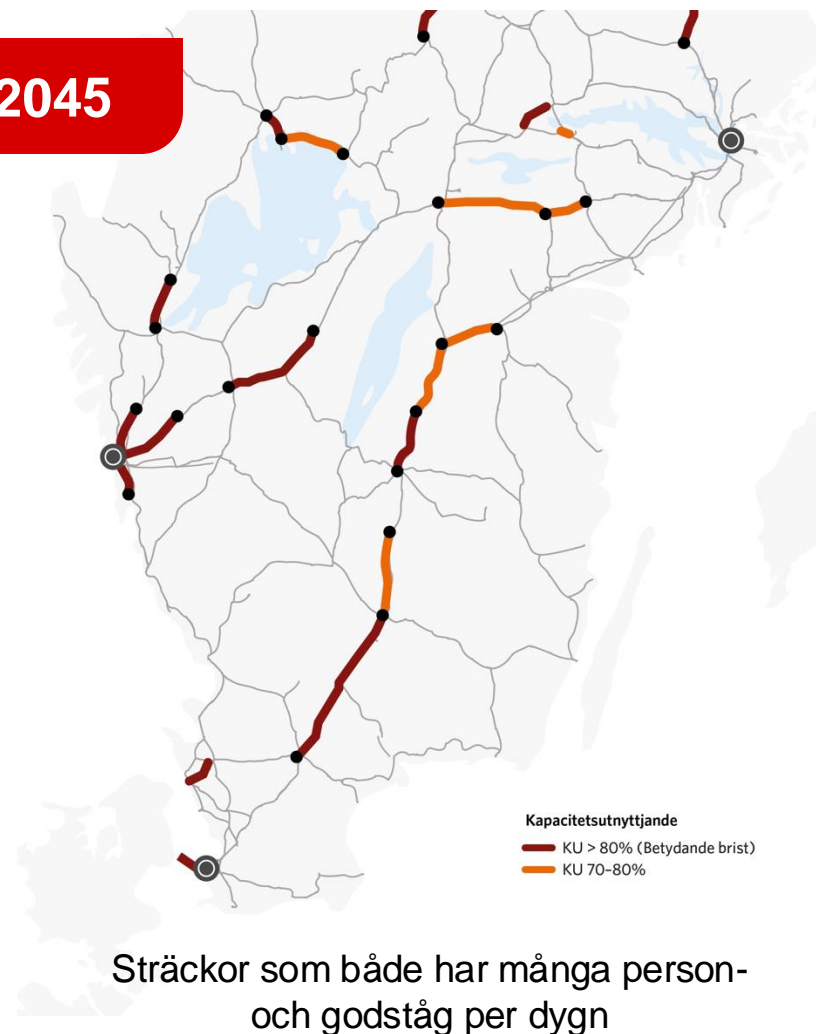 2045
Kapacitetsutnyttjande
KU > 80% (Betydande brist)
KU 70–80%
Sträckor som både har många person-
och godståg per dygn